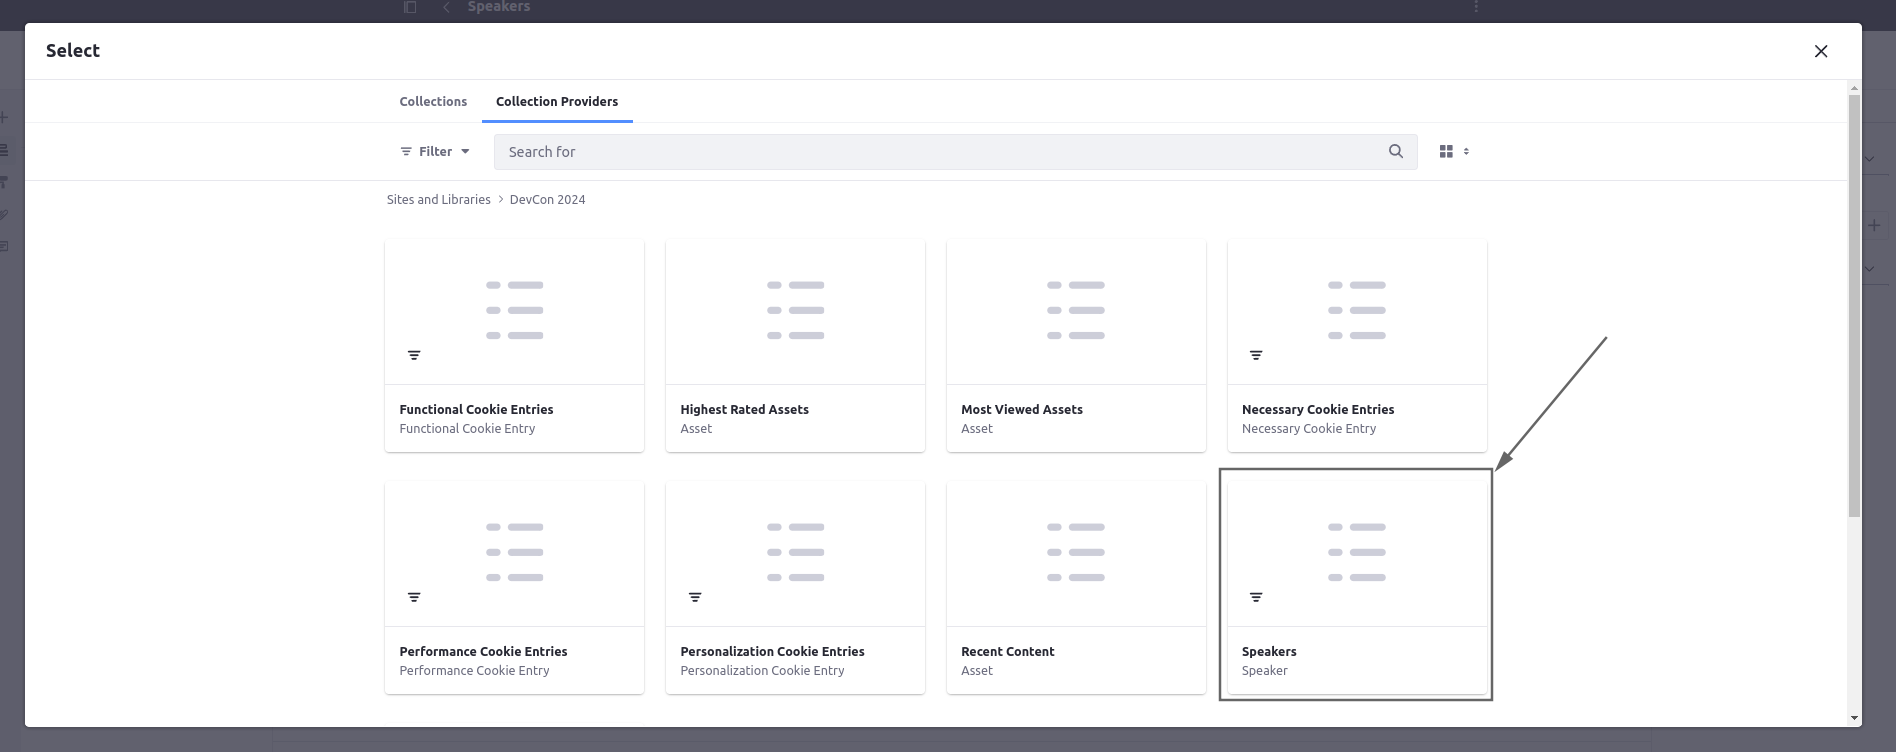 Speakers
Select
Collections Collection Providers
Filter Search for
Sites and Libraries DevCon 2024
Functional Cookie Entries
Functional Cookie Entry
Highest Rated Assets
Asset
Most Viewed Assets
Asset
Necessary Cookie Entries
Necessary Cookie Entry
Performance Cookie Entries
Performance Cookie Entry
Personalization Cookie Entries
Personalization Cookie Entry
Recent Content
Asset
Speakers
Speaker